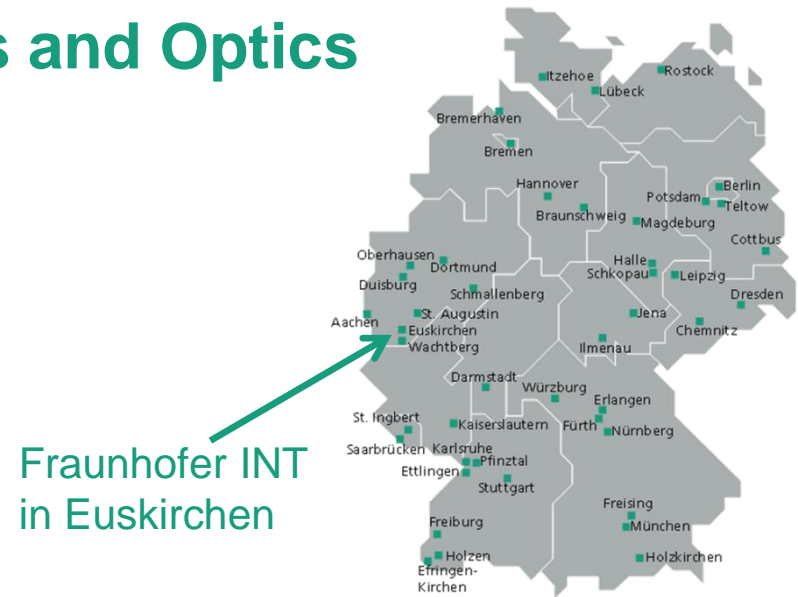 s and Optics
Itzehoe
Rostock
Lübeck
Bremerhaven
Bremen
Hannover
Berlin
Potsdam
Teltow
Braunschweig
Magdeburg
Cottbus
Oberhausen
Dortmund
Halle
Schkopau
Leipzig
Duisburg
Schmallenberg
Dresden
Aachen
St. Augustin
Jena
Euskirchen
Chemnitz
Wachtberg
Ilmenau
Darmstadt
Würzburg
Erlangen
St. Ingbert
Kaiserslautern
Fürth
Nürnberg
Saarbrücken
Karlsruhe
Pfinztal
Ettlingen
Stuttgart
Fraunhofer INT
in Euskirchen
Freising
Freiburg
München
Holzen
Holzkirchen
Efringen-
Kirchen